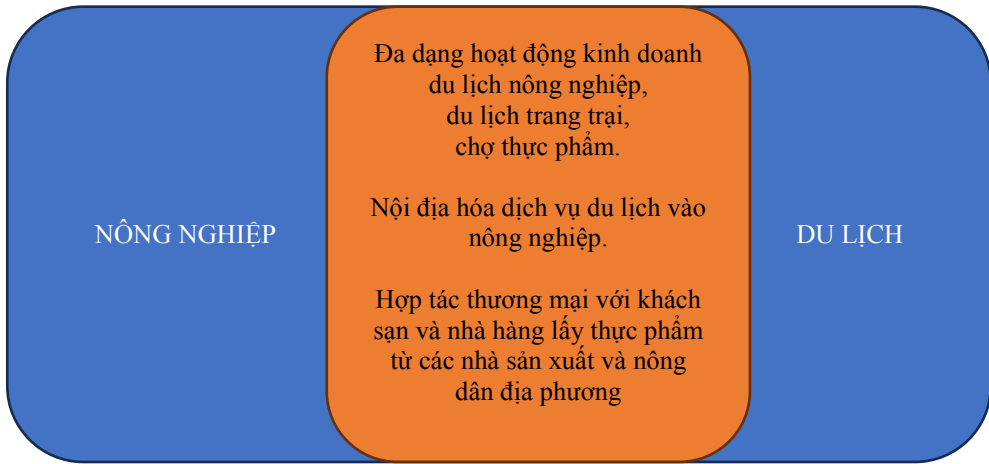 NÔNG NGHIỆP
Đa dạng hoạt động kinh doanh
du lịch nông nghiệp,
du lịch trang trại,
chợ thực phẩm.
Nội địa hóa dịch vụ du lịch vào
nông nghiệp.
Hợp tác thương mại với khách
sạn và nhà hàng lấy thực phẩm
từ các nhà sản xuất và nông
dân địa phương
DU LỊCH